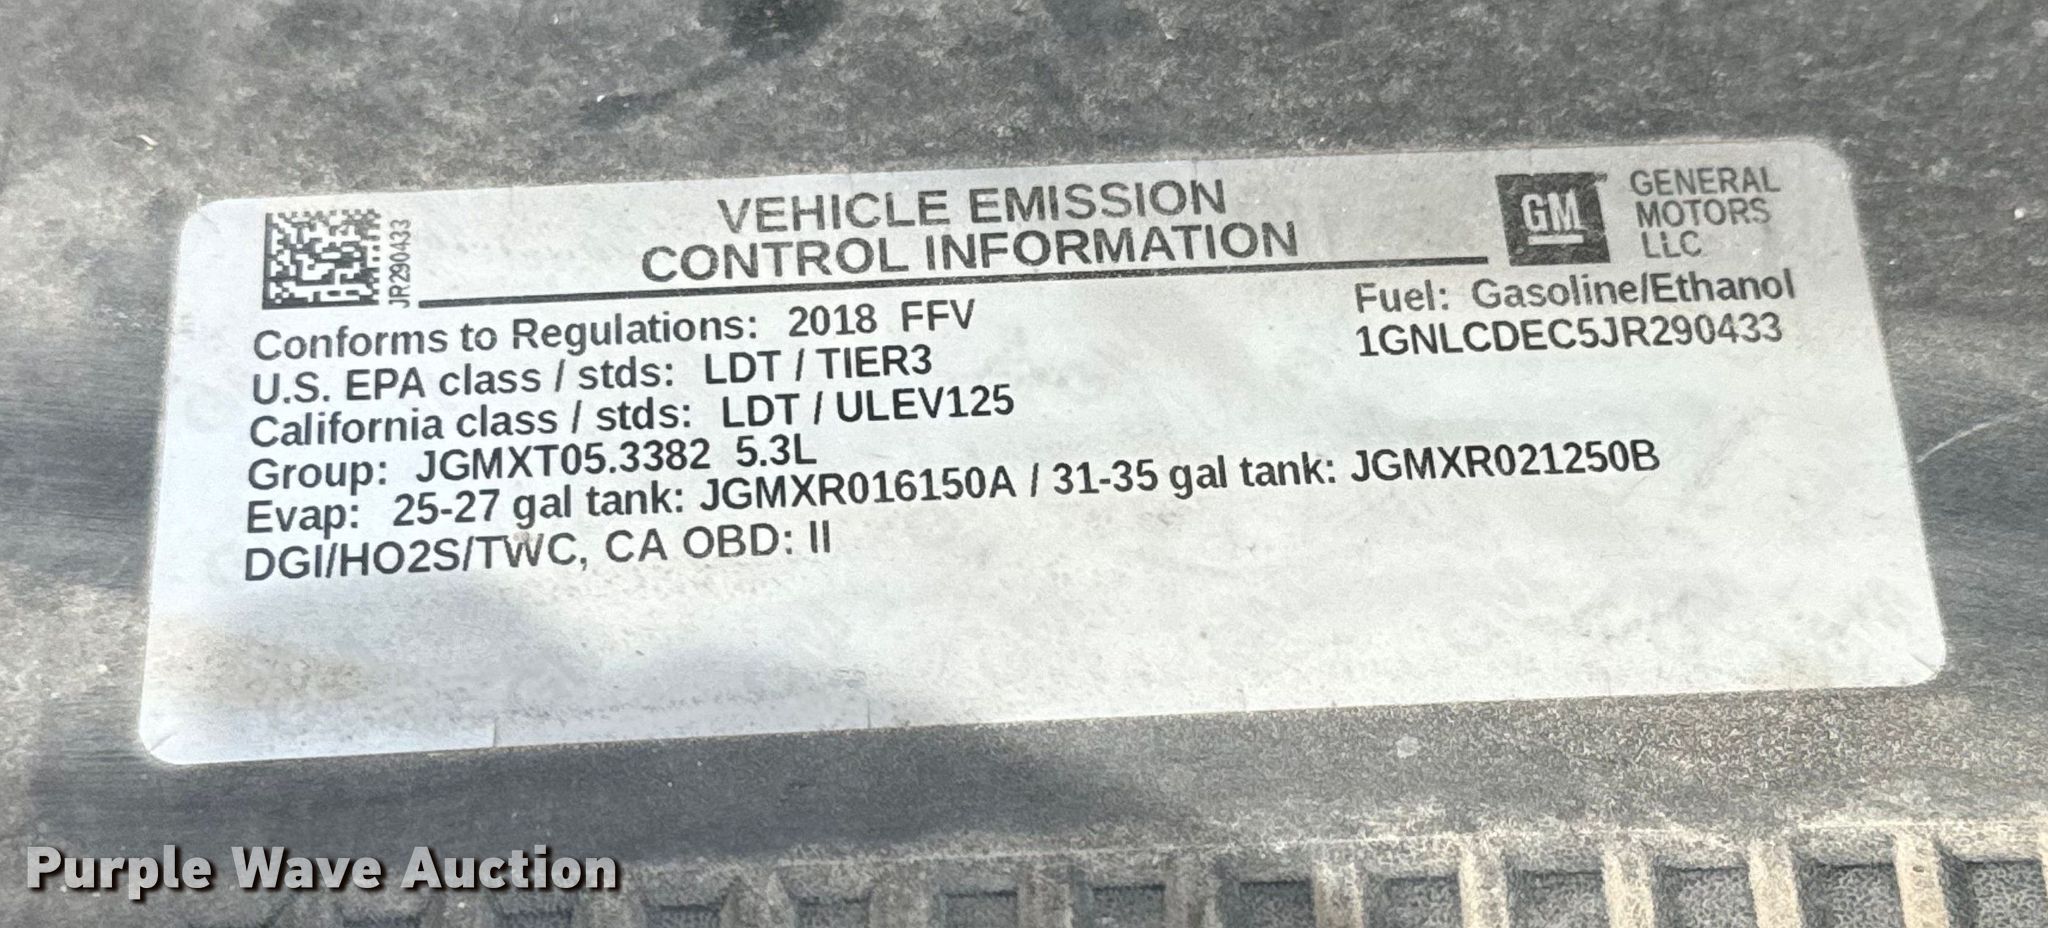 VEHICLE EMISSION
CONTROL INFORMATION
JR290433
GM
GENERAL
MOTORS
LLC
Conforms to Regulations: 2018 FFV
Fuel: Gasoline/Ethanol
U.S. EPA class / stds: LDT / TIER3
1GNLCDEC5JR290433
California class / stds: LDT / ULEV125
Group: JGMXT05.3382 5.3L
Evap: 25-27 gal tank: JGMXR016150A / 31-35 gal tank: JGMXR021250B
DGI/HO2S/TWC, CA OBD: II
Purple Wave Auction